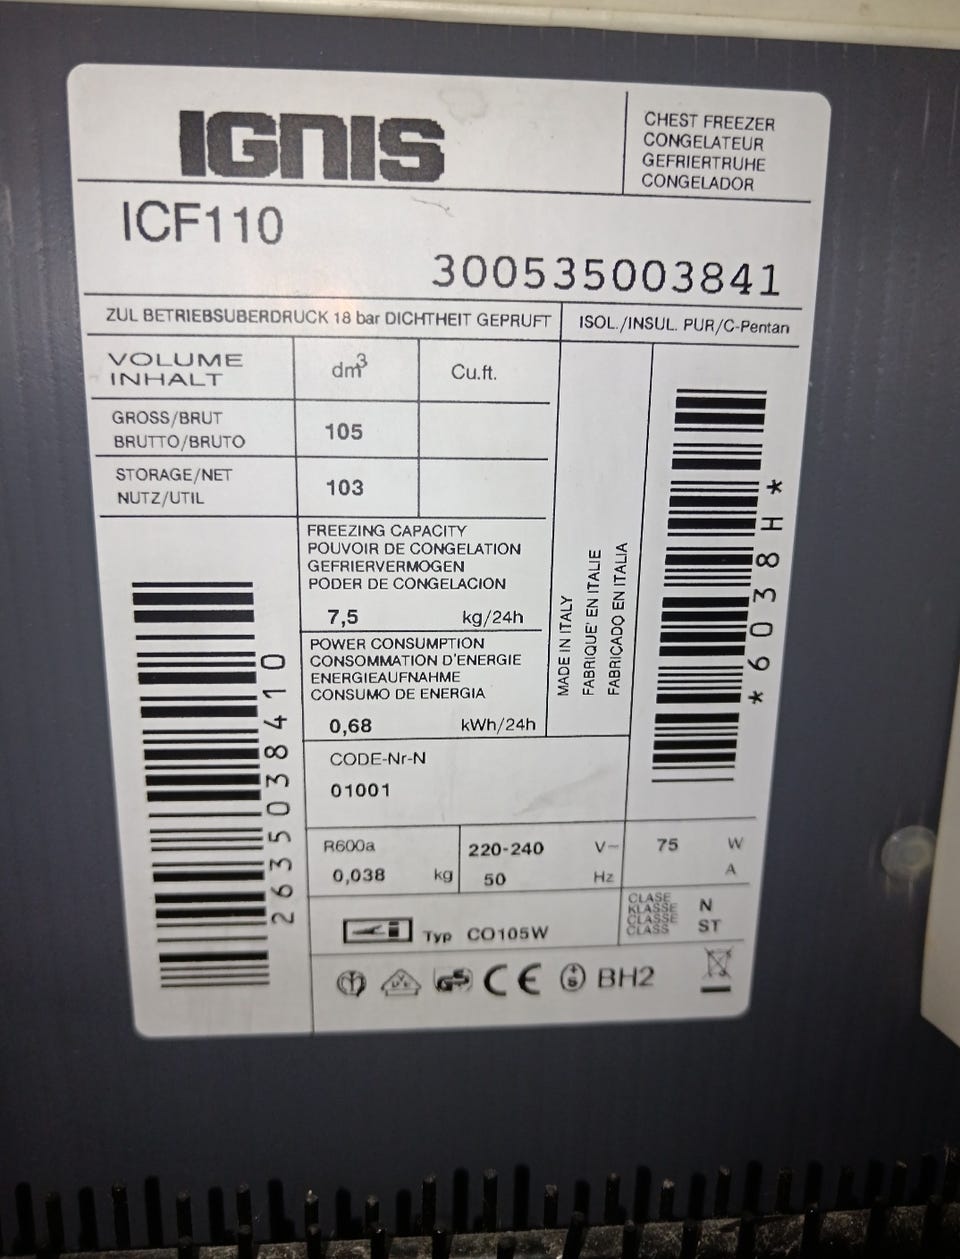 IGNIS
CHEST FREEZER
CONGELATEUR
GEFRIERTRUHE
CONGELADOR
ICF110
300535003841
ZUL BETRIEBSUBERDRUCK 18 bar DICHTHEIT GEPRUFT
ISOL./INSUL. PUR/C-Pentan
VOLUME
INHALT
dm³
Cu.ft.
GROSS/BRUT
BRUTTO/BRUTO
105
STORAGE/NET
NUTZ/UTIL
103
FREEZING CAPACITY
POUVOIR DE CONGELATION
GEFRIERVERMOGEN
PODER DE CONGELACION
7,5 kg/24h
POWER CONSUMPTION
CONSOMMATION D'ENERGIE
ENERGIEAUFNAHME
CONSUMO DE ENERGIA
0,68 kWh/24h
MADE IN ITALY
FABRIQUE' EN ITALIE
FABRICADO EN ITALIA
*6038H*
2635038410
CODE-Nr-N
01001
R600a
0,038 kg
220-240 V~
50 Hz
75 W
A
CLASE
KLASSE
CLASSE
CLASS
N
ST
Typ CO105W
GS CE S BH2